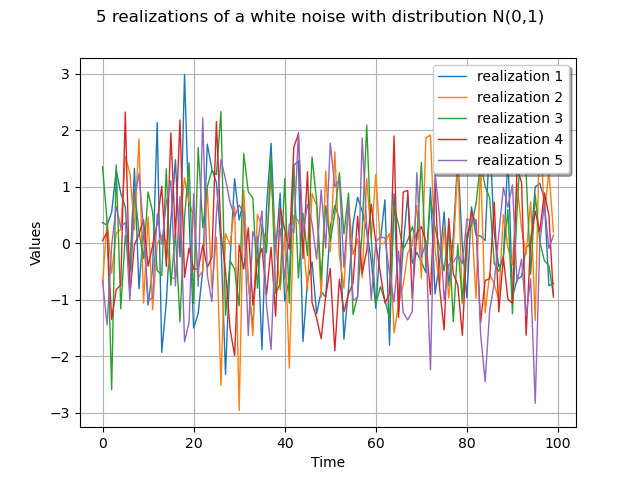 5 realizations of a white noise with distribution N(0,1)
realization 1
realization 2
realization 3
realization 4
realization 5
3
2
1
0
−1
−2
−3
Values
0 20 40 60 80 100
Time